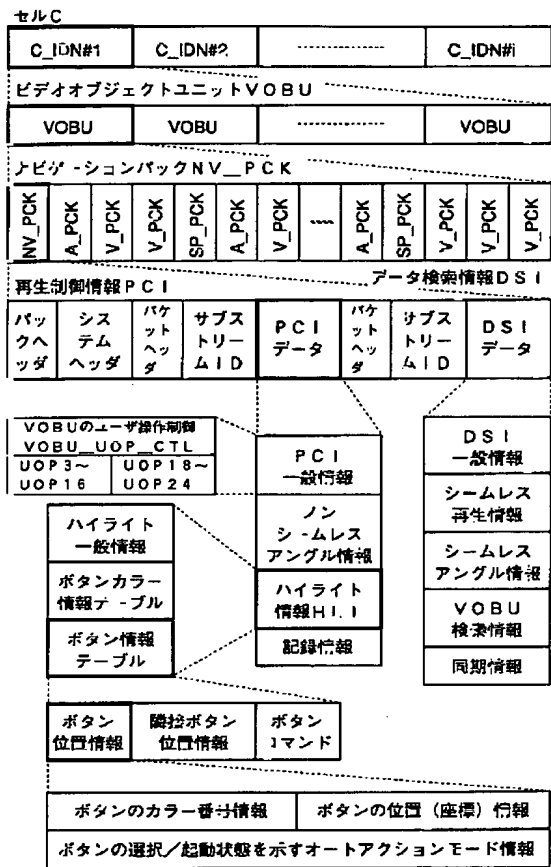 セルC
C_IDN#1 C_IDN#2 C_IDN#i
ビデオオブジェクトユニットVOBU
VOBU VOBU VOBU
ナビゲーションパックNV_PCK
NV_PCK A_PCK V_PCK V_PCK SP_PCK A_PCK V_PCK A_PCK SP_PCK V_PCK V_PCK V_PCK
再生制御情報PCI データ検索情報DSI
パックヘッダ システムヘッダ パケットヘッダ サブストリームID PCIデータ パケットヘッダ サブストリームID DSIデータ
VOBUのユーザ操作制御
VOBU_UOP_CTL
UOP3~ UOP18~
UOP16 UOP24
PCI
一般情報
ノン
シームレス
アングル情報
ハイライト
情報HLI
記録情報
DSI
一般情報
シームレス
再生情報
シームレス
アングル情報
VOBU
検索情報
同期情報
ハイライト
一般情報
ボタンカラー
情報テーブル
ボタン情報
テーブル
ボタン 隣接ボタン ボタン
位置情報 位置情報 コマンド
ボタンのカラー番号情報 ボタンの位置(座標)情報
ボタンの選択/起動状態を示すオートアクションモード情報